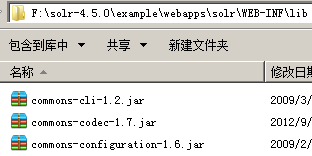 F:\solr-4.5.0\example\webapps\solr\WEB-INF\lib
包含到库中 共享 新建文件夹
名称 修改日期
commons-cli-1.2.jar 2009/3/
commons-codec-1.7.jar 2012/9/
commons-configuration-1.6.jar 2009/2/